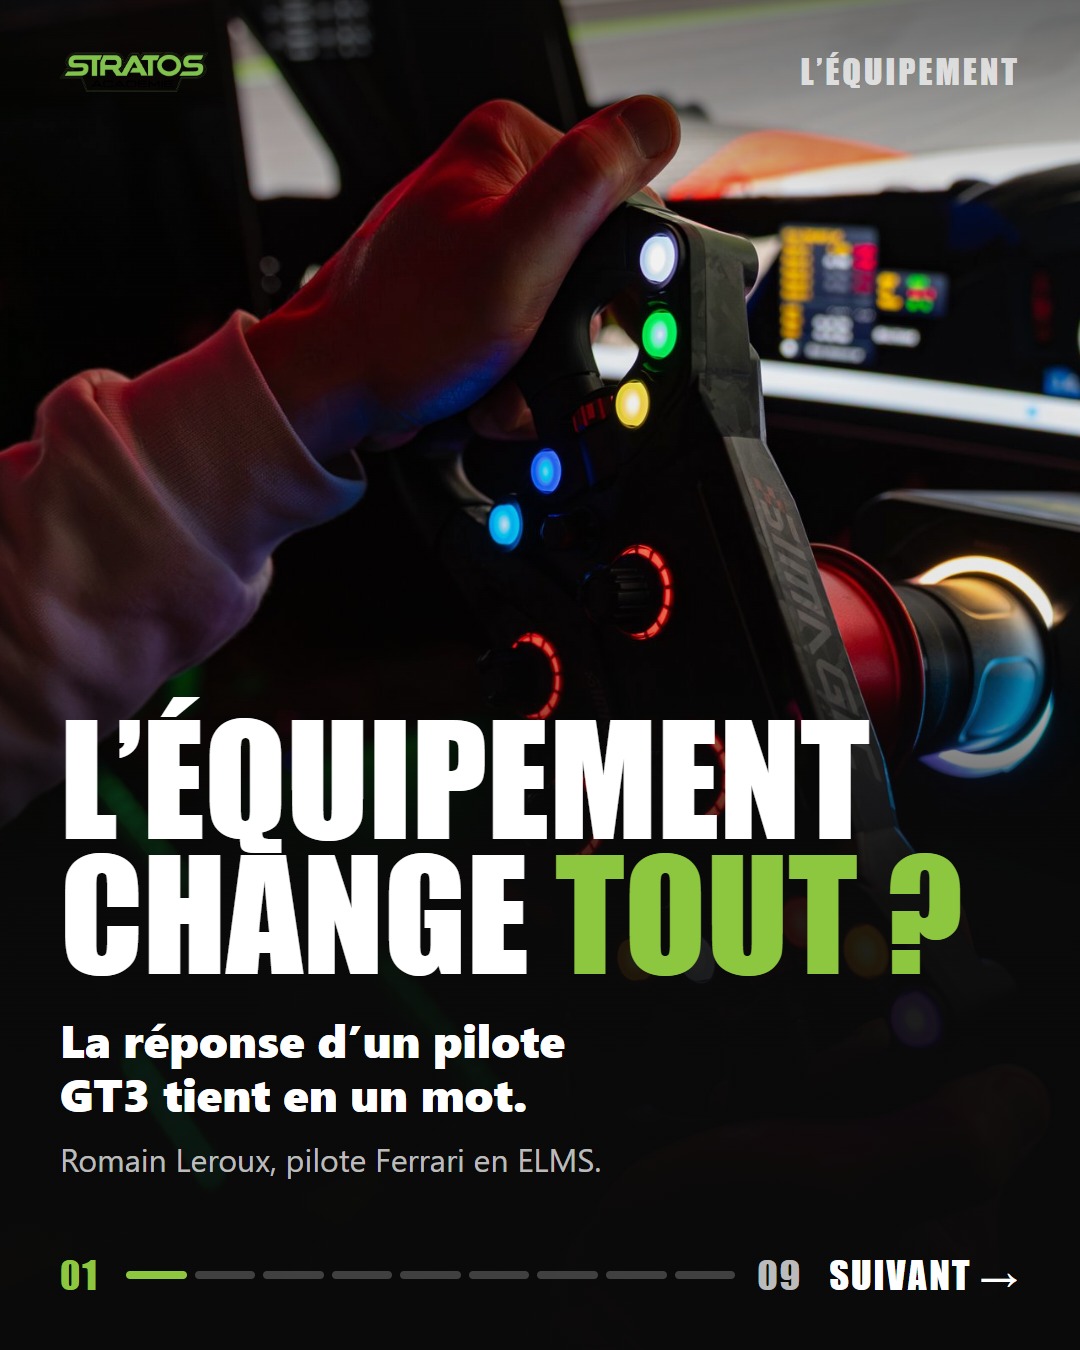 STRATOS
L’ÉQUIPEMENT
L’ÉQUIPEMENT
CHANGE TOUT ?
La réponse d’un pilote
GT3 tient en un mot.
Romain Leroux, pilote Ferrari en ELMS.
01 09 SUIVANT →